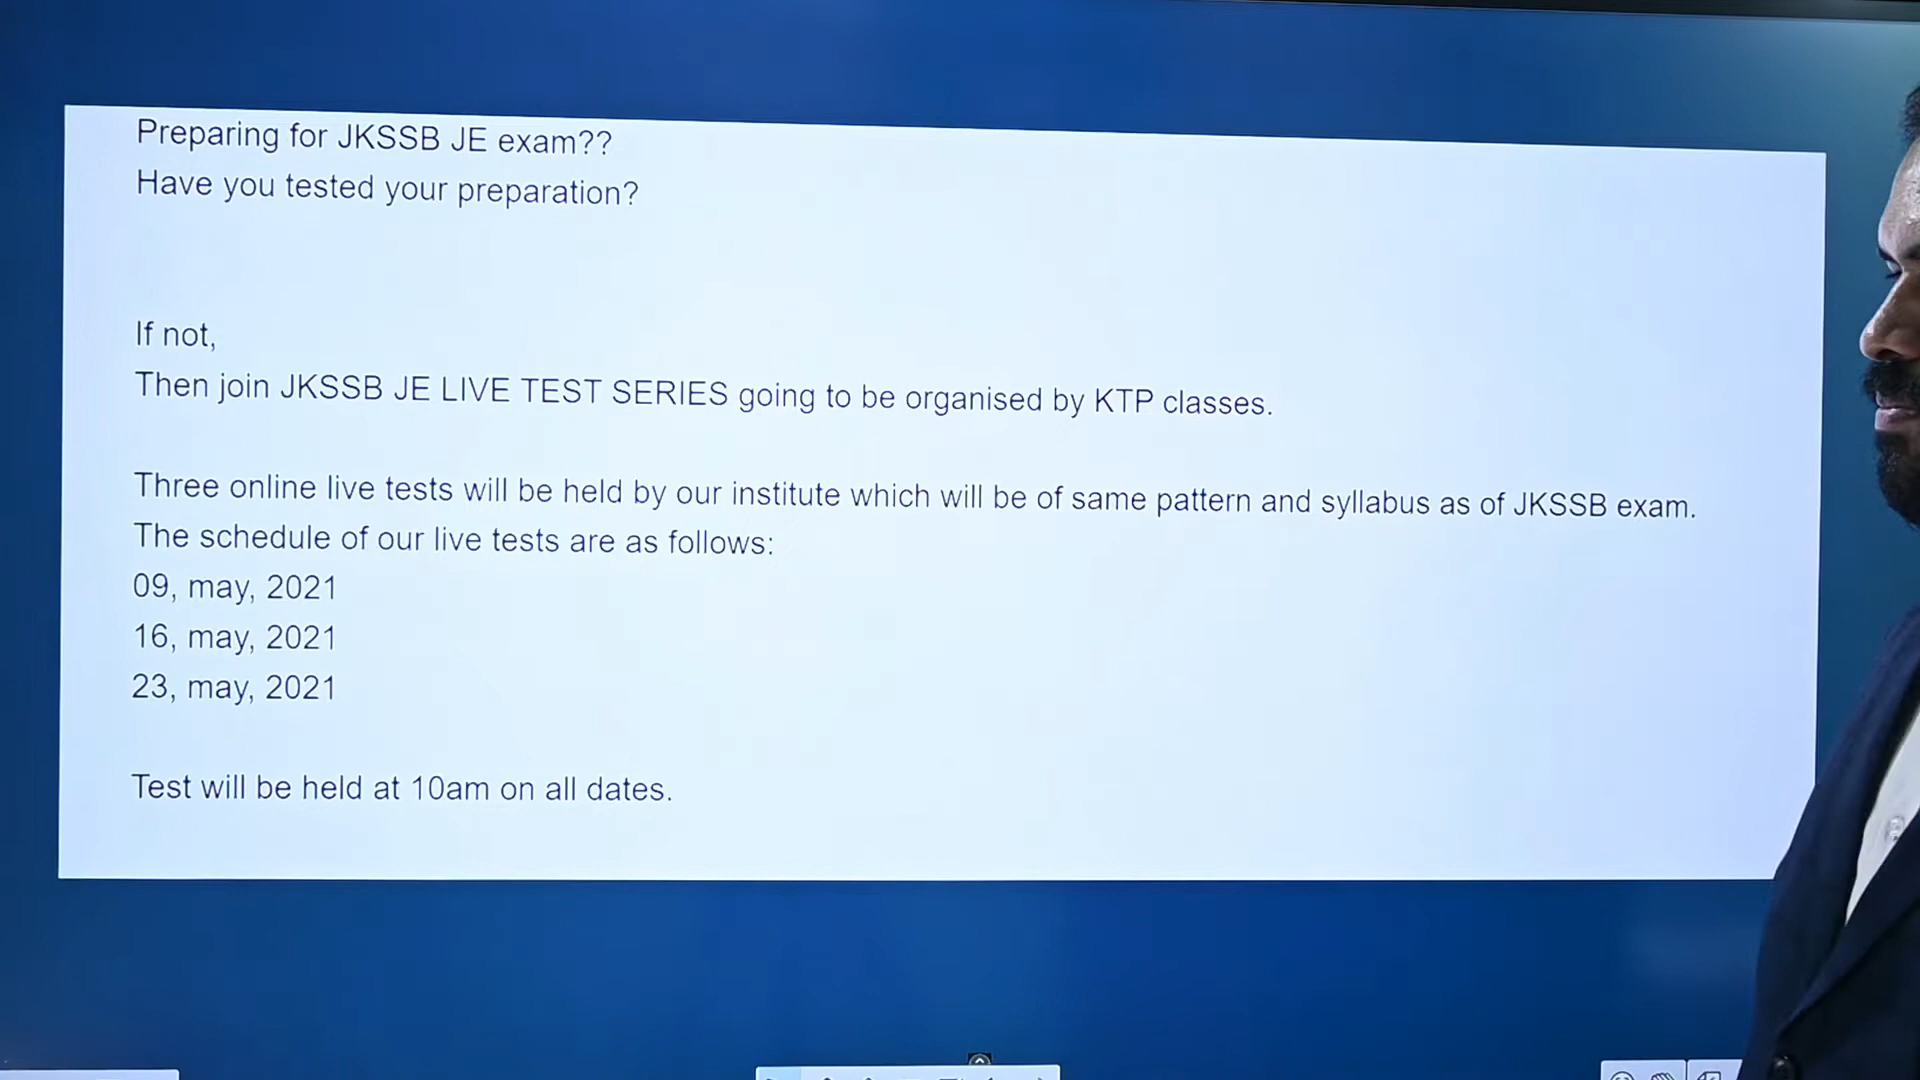 Preparing for JKSSB JE exam??
Have you tested your preparation?
If not,
Then join JKSSB JE LIVE TEST SERIES going to be organised by KTP classes.
Three online live tests will be held by our institute which will be of same pattern and syllabus as of JKSSB exam.
The schedule of our live tests are as follows:
09, may, 2021
16, may, 2021
23, may, 2021
Test will be held at 10am on all dates.